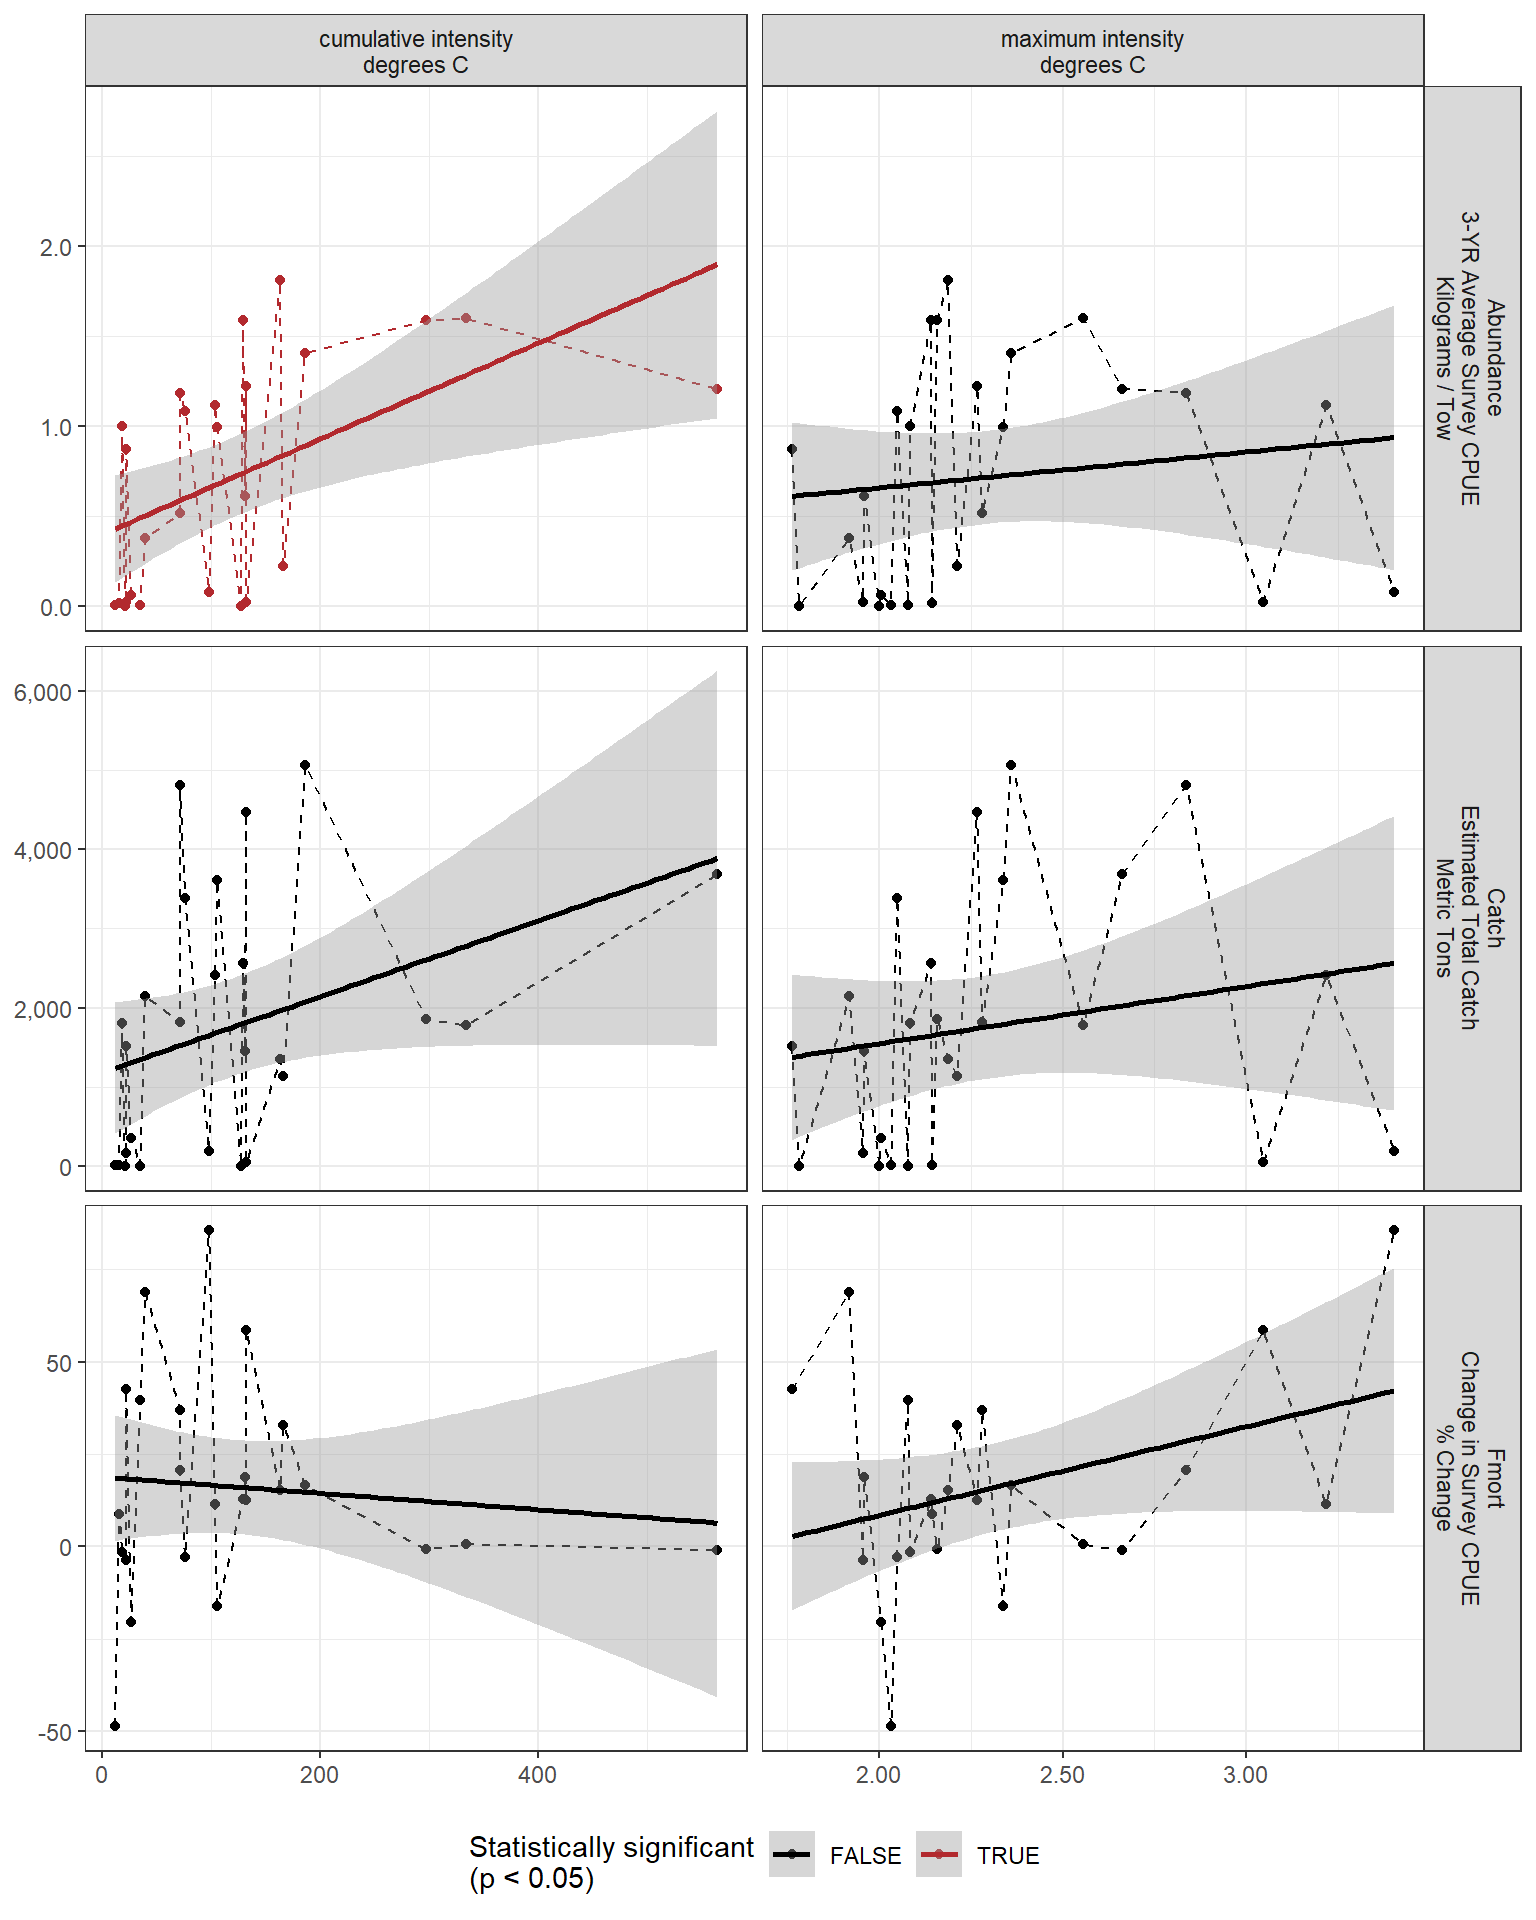 cumulative intensity
degrees C
maximum intensity
degrees C
2.0
1.0
0.0
Abundance
3-YR Average Survey CPUE
Kilograms / Tow
6,000
4,000
2,000
0
Catch
Estimated Total Catch
Metric Tons
50
0
-50
Fmort
Change in Survey CPUE
% Change
0
200
400
2.00
2.50
3.00
Statistically significant
(p < 0.05)
FALSE
TRUE